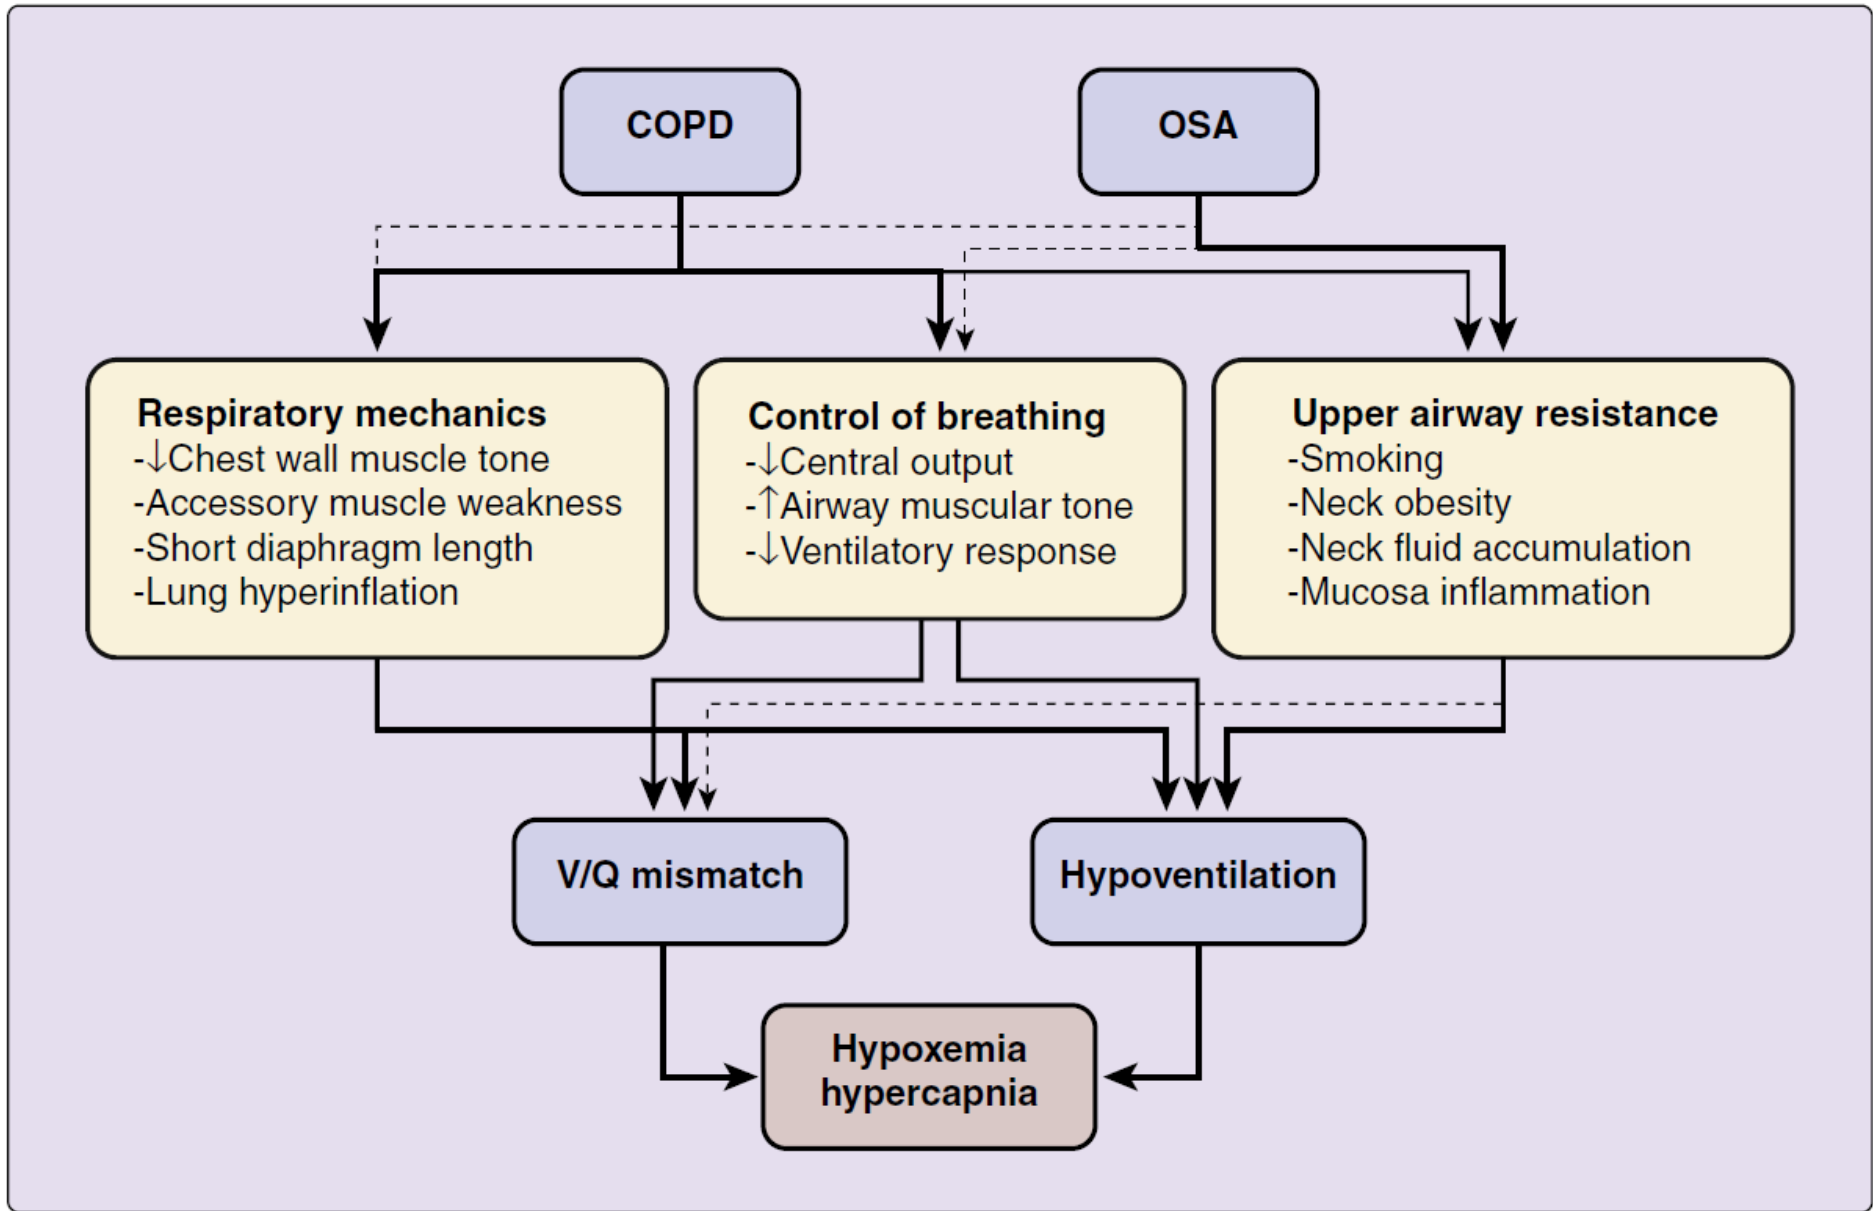 COPD
OSA
Respiratory mechanics
-↓Chest wall muscle tone
-Accessory muscle weakness
-Short diaphragm length
-Lung hyperinflation
Control of breathing
-↓Central output
-↑Airway muscular tone
-↓Ventilatory response
Upper airway resistance
-Smoking
-Neck obesity
-Neck fluid accumulation
-Mucosa inflammation
V/Q mismatch
Hypoventilation
Hypoxemia
hypercapnia